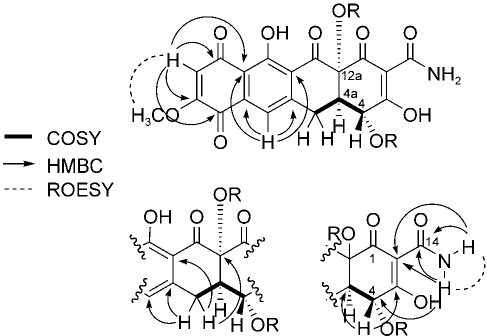 OR
O OH O O O
H
12a NH₂
4a
4 OH
H₃CO
O H H H OR
COSY
HMBC
ROESY
OR
OH O O
H H H OR
RO O O
14 H
1 N
H
4 OH
H H OR